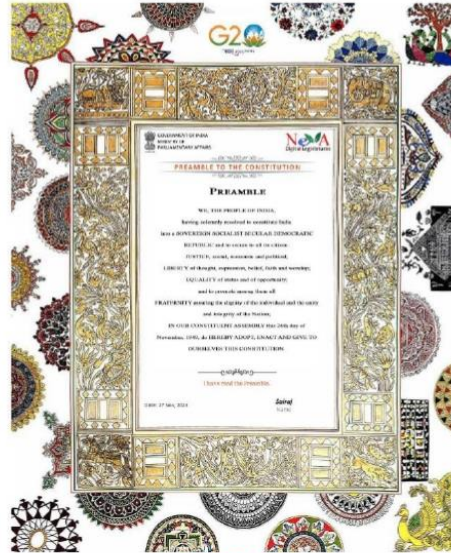 G20
GOVERNMENT OF INDIA
MINISTRY OF
PARLIAMENTARY AFFAIRS
NeVA
Digital Legislatures
PREAMBLE TO THE CONSTITUTION
PREAMBLE
WE, THE PEOPLE OF INDIA,
having solemnly resolved to constitute India
into a SOVEREIGN SOCIALIST SECULAR DEMOCRATIC
REPUBLIC and to secure to all its citizens
JUSTICE, social, economic and political;
LIBERTY of thought, expression, belief, faith and worship;
EQUALITY of status and of opportunity;
and to promote among them all
FRATERNITY assuring the dignity of the individual and the unity
and integrity of the Nation;
IN OUR CONSTITUENT ASSEMBLY this 26th day of
November, 1949, do HEREBY ADOPT, ENACT AND GIVE TO
OURSELVES THIS CONSTITUTION
I have read the Preamble.
Sairaj